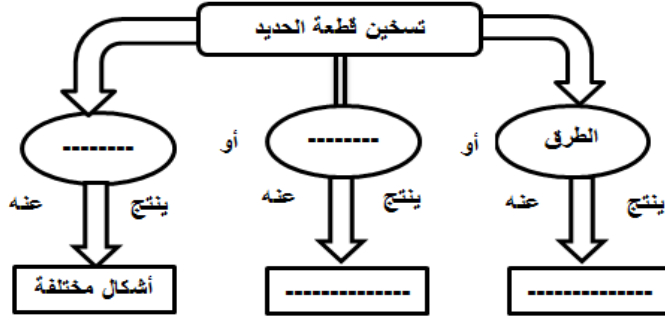 تسخين قطعة الحديد
الطرق
أو
--------
أو
--------
ينتج عنه
ينتج عنه
ينتج عنه
--------------
--------------
أشكال مختلفة